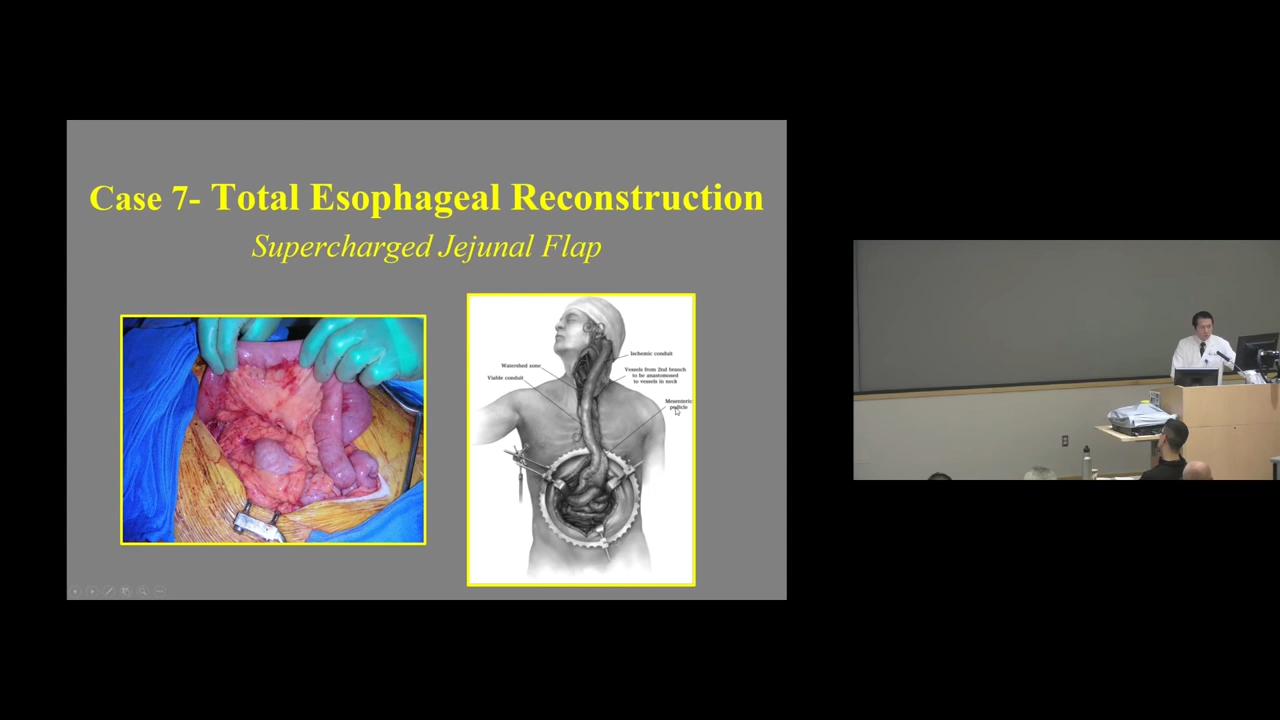 Case 7- Total Esophageal Reconstruction
Supercharged Jejunal Flap
Ischemic conduit
Watershed zone
Vessels from 2nd branch
to be anastomosed
to vessels in neck
Viable conduit
Mesenteric
pedicle